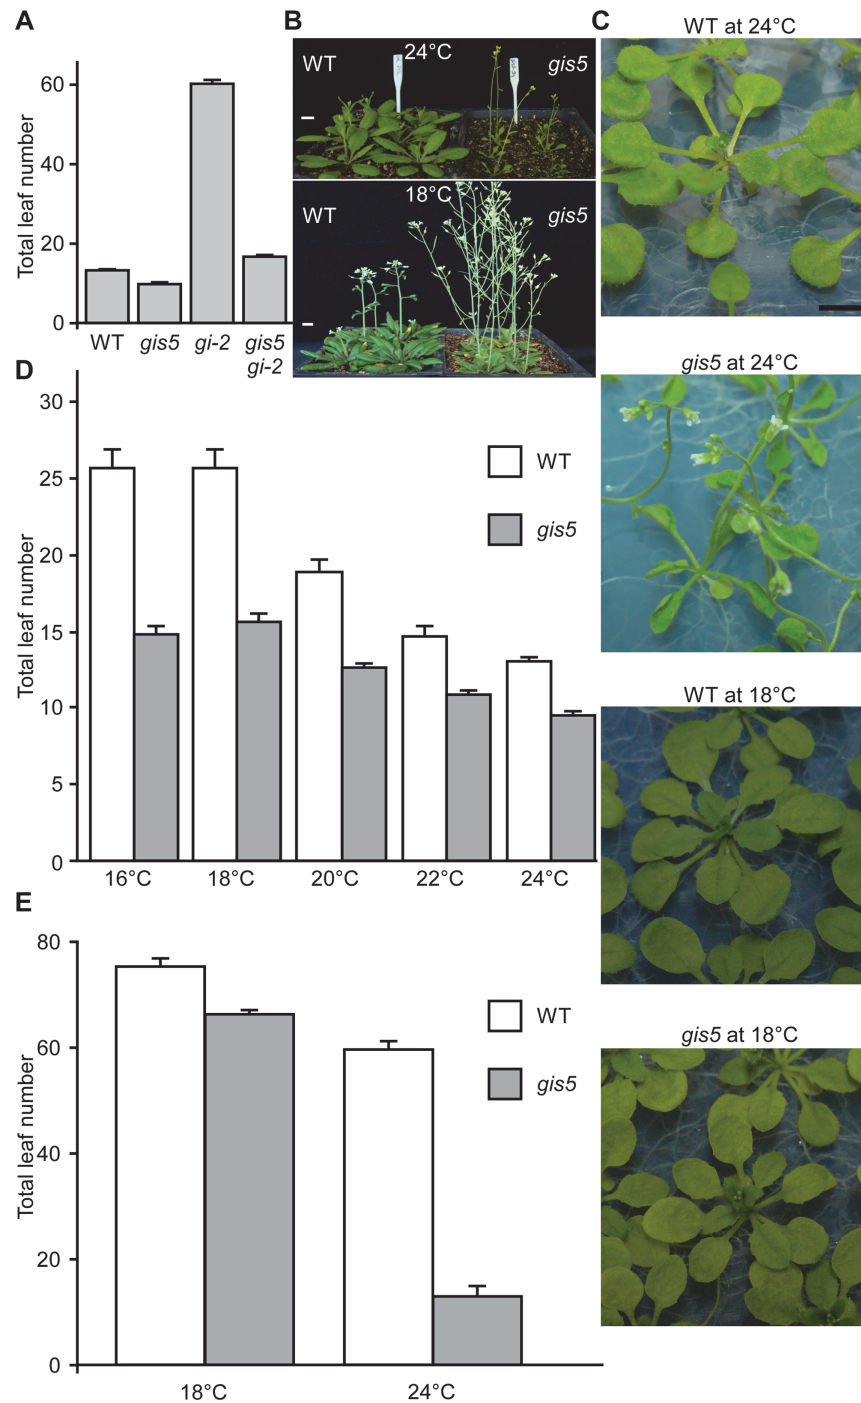 A
Total leaf number
60
40
20
0
WT
gis5
gi-2
gis5
gi-2
B
WT
24°C
gis5
WT
18°C
gis5
C
WT at 24°C
gis5 at 24°C
WT at 18°C
gis5 at 18°C
D
Total leaf number
30
25
20
15
10
5
0
WT
gis5
16°C
18°C
20°C
22°C
24°C
E
Total leaf number
80
60
40
20
0
WT
gis5
18°C
24°C